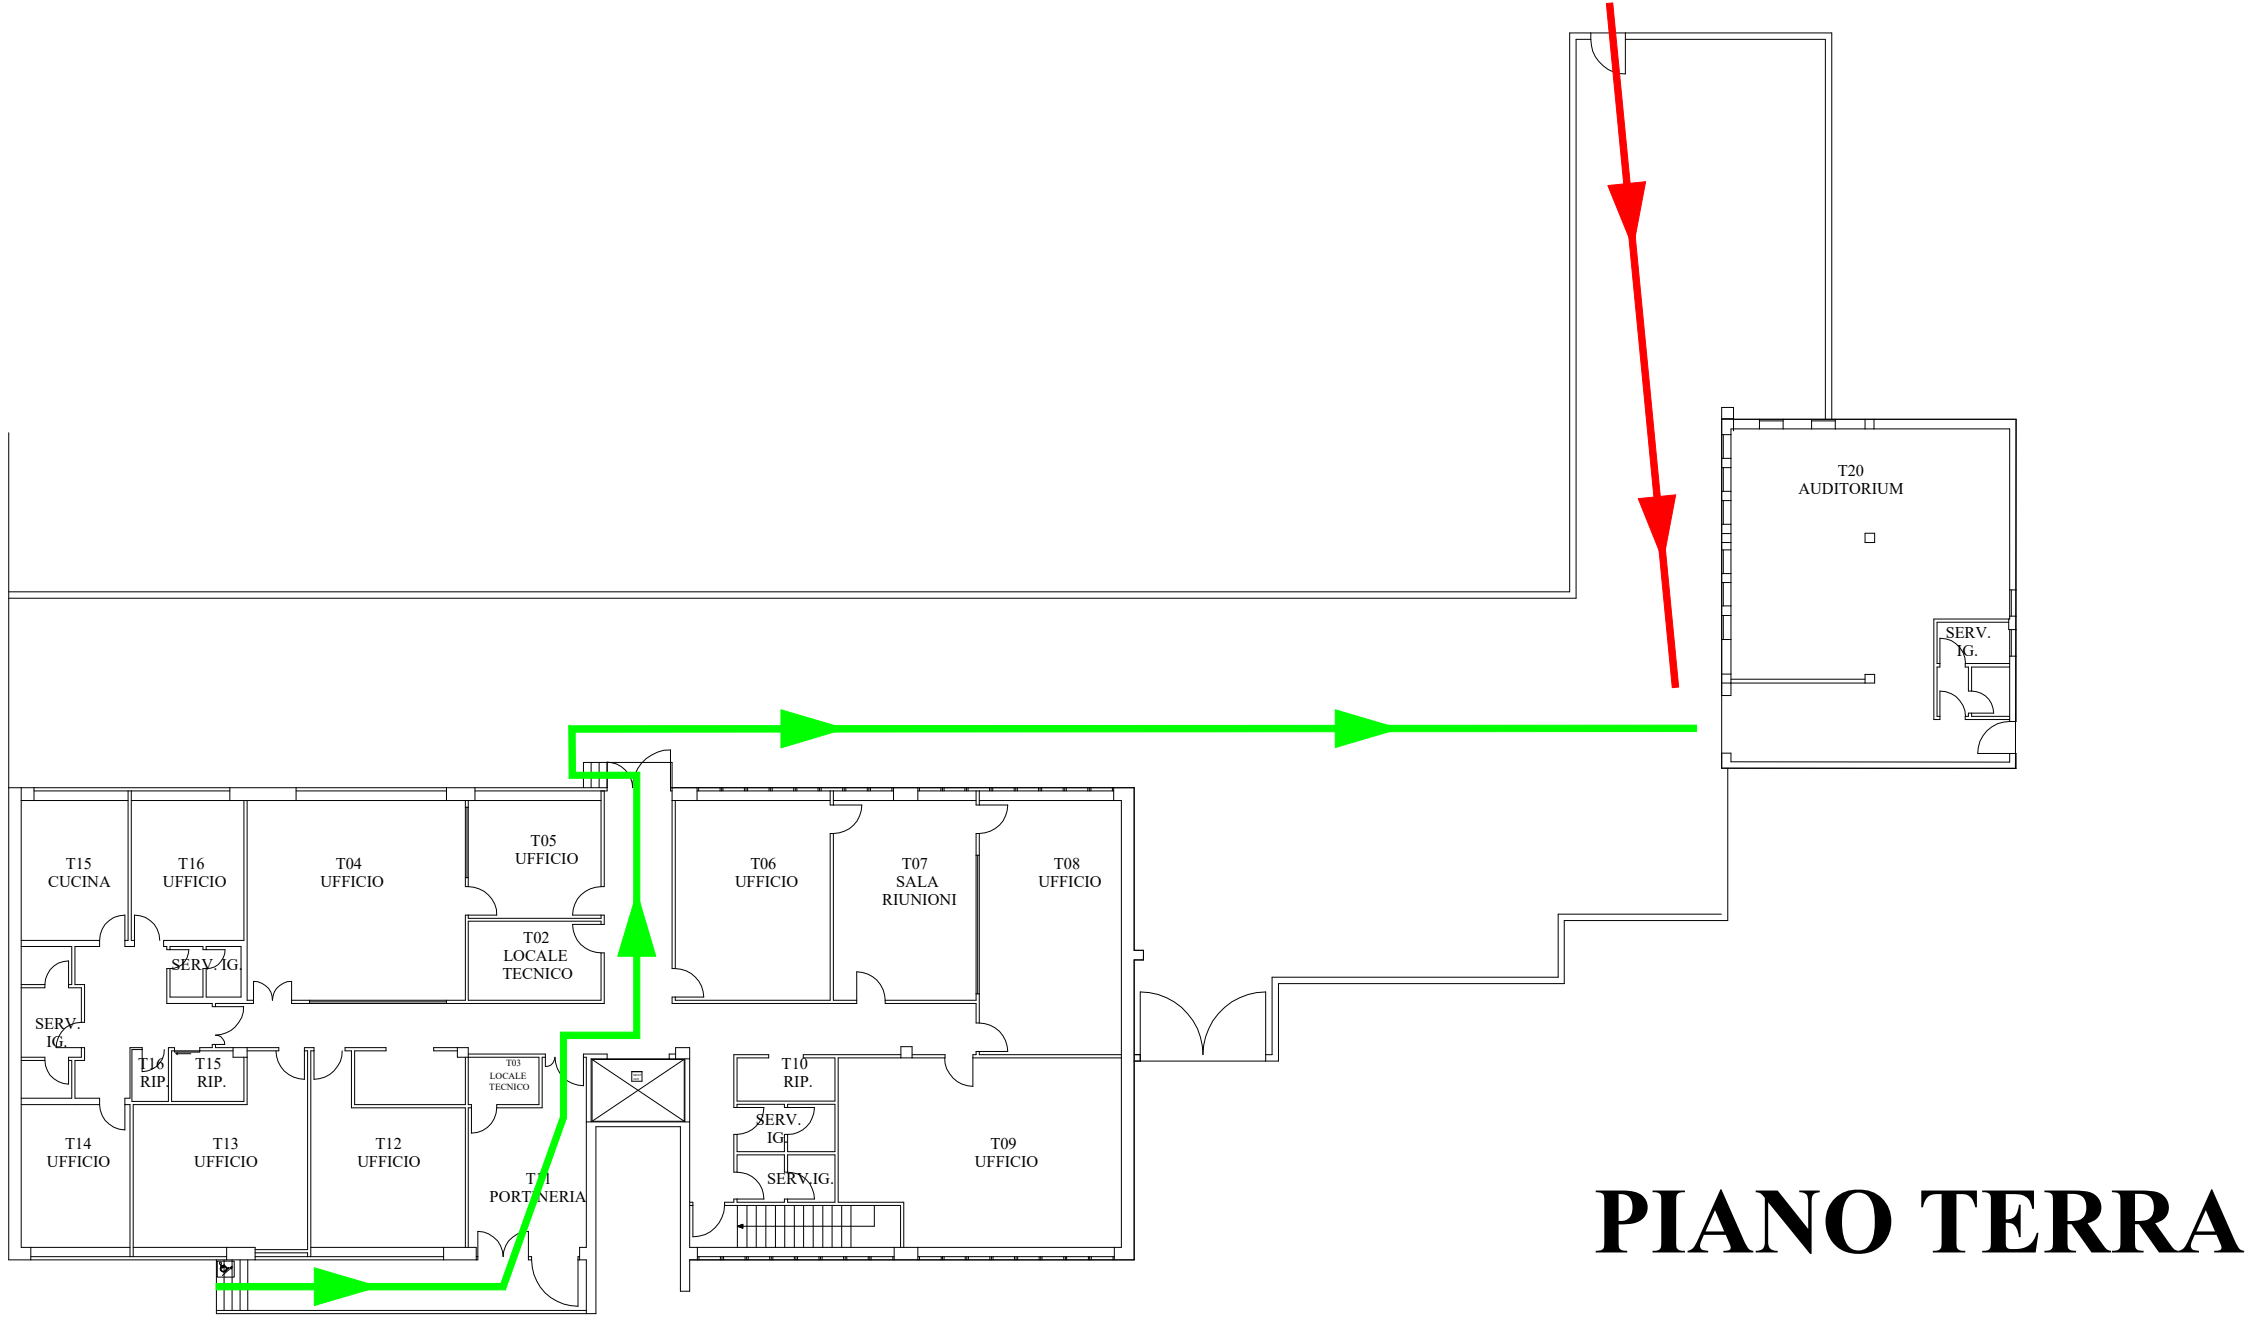 T20
AUDITORIUM
SERV.
IG.
T15
CUCINA
T16
UFFICIO
T04
UFFICIO
T05
UFFICIO
T06
UFFICIO
T07
SALA
RIUNIONI
T08
UFFICIO
T02
LOCALE
TECNICO
SERV. IG.
SERV.
IG.
T16
RIP.
T15
RIP.
T03
LOCALE
TECNICO
T10
RIP.
SERV.
IG.
SERV.IG.
T14
UFFICIO
T13
UFFICIO
T12
UFFICIO
T11
PORTINERIA
T09
UFFICIO
PIANO TERRA